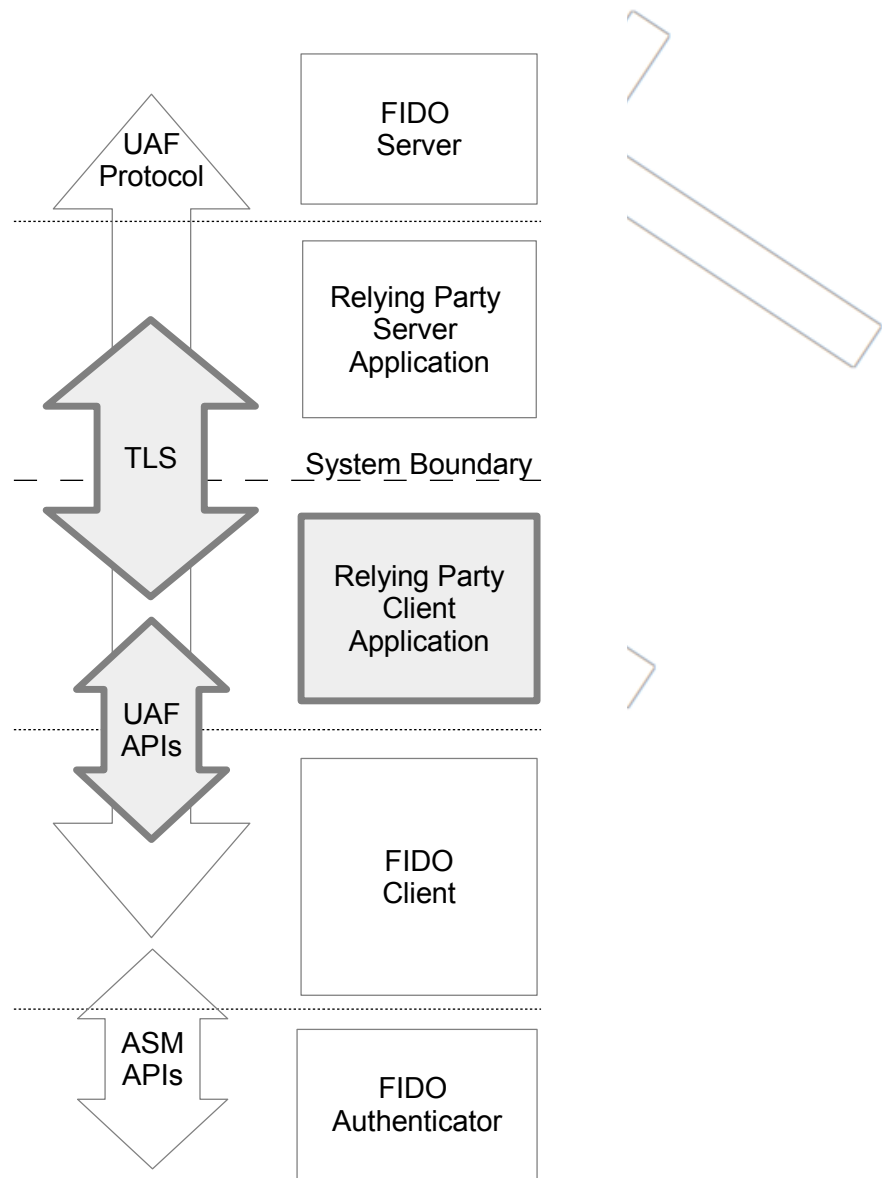 UAF
Protocol
FIDO
Server
Relying Party
Server
Application
TLS
System Boundary
Relying Party
Client
Application
UAF
APIs
FIDO
Client
ASM
APIs
FIDO
Authenticator